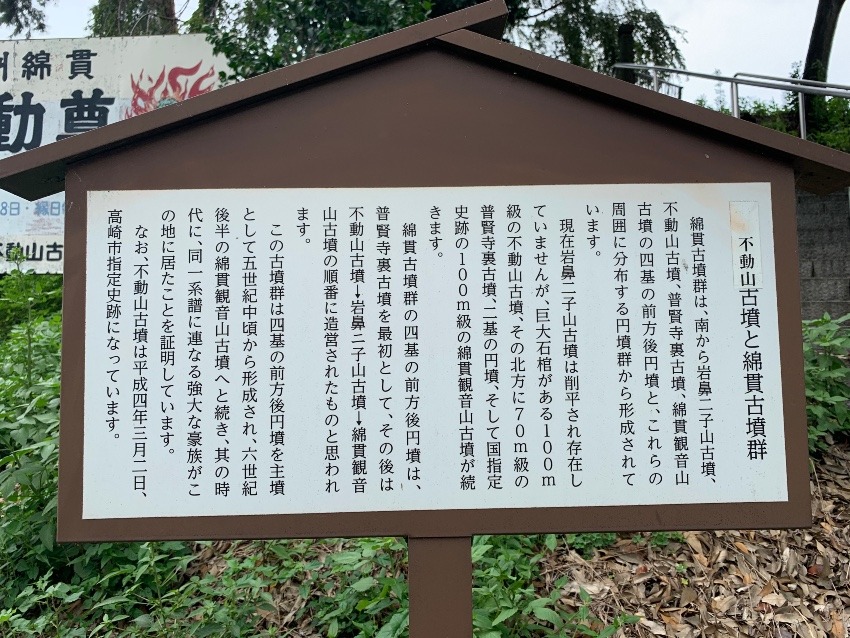 州綿貫
動尊
8日・縁日
不動山古
不動山古墳と綿貫古墳群
綿貫古墳群は、南から岩鼻二子山古墳、
不動山古墳、普賢寺裏古墳、綿貫観音山
古墳の四基の前方後円墳と、これらの
周囲に分布する円墳群から形成されて
います。
現在岩鼻二子山古墳は削平され存在し
ていませんが、巨大石棺がある100m
級の不動山古墳、その北方に70m級の
普賢寺裏古墳、二基の円墳、そして国指定
史跡の100m級の綿貫観音山古墳が続
きます。
綿貫古墳群の四基の前方後円墳は、
普賢寺裏古墳を最初として、その後は
不動山古墳→岩鼻二子山古墳→綿貫観音
山古墳の順番に造営されたものと思われ
ます。
この古墳群は四基の前方後円墳を主墳
として五世紀中頃から形成され、六世紀
後半の綿貫観音山古墳へと続き、其の時
代に、同一系譜に連なる強大な豪族がこ
の地に居たことを証明しています。
なお、不動山古墳は平成四年三月二日、
高崎市指定史跡になっています。